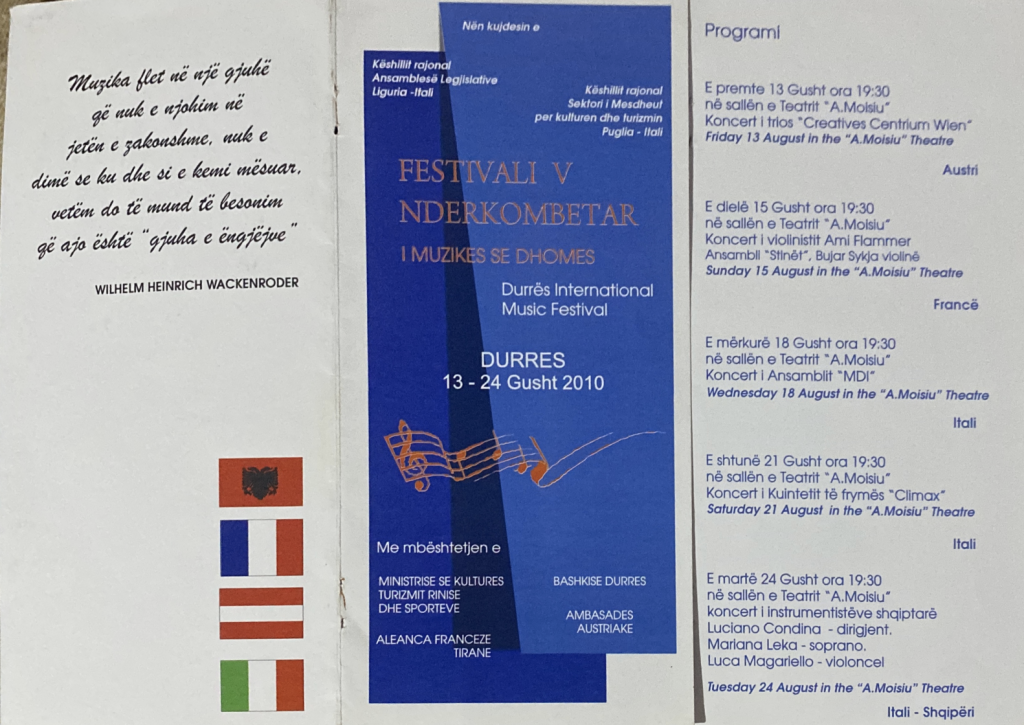 Muzika flet në një gjuhë
që nuk e njohim në
jetën e zakonshme, nuk e
dimë se ku dhe si e kemi mësuar,
vetëm do të mund të besonim
që ajo është "gjuha e ëngjëjve"
WILHELM HEINRICH WACKENRODER
Nën kujdesin e
Këshillit rajonal
Ansamblesë Legjislative
Liguria -Itali
Këshillit rajonal
Sektori i Mesdheut
per kulturen dhe turizmin
Puglia - Itali
FESTIVALI V
NDERKOMBETAR
I MUZIKES SE DHOMES
Durrës International
Music Festival
DURRES
13 - 24 Gusht 2010
Me mbështetjen e
MINISTRISE SE KULTURES
TURIZMIT RINISE
DHE SPORTEVE
ALEANCA FRANCEZE
TIRANE
BASHKISE DURRES
AMBASADES
AUSTRIAKE
Programi
E premte 13 Gusht ora 19:30
në sallën e Teatrit "A.Moisiu"
Koncert i trios "Creatives Centrium Wien"
Friday 13 August in the "A.Moisiu" Theatre
Austri
E dielë 15 Gusht ora 19:30
në sallën e Teatrit "A.Moisiu"
Koncert i violinistit Ami Flammer
Ansambli "Stinët", Bujar Sykja violinë
Sunday 15 August in the "A.Moisiu" Theatre
Francë
E mërkurë 18 Gusht ora 19:30
në sallën e Teatrit "A.Moisiu"
Koncert i Ansamblit "MDI"
Wednesday 18 August in the "A.Moisiu" Theatre
Itali
E shtunë 21 Gusht ora 19:30
në sallën e Teatrit "A.Moisiu"
Koncert i Kuintetit të frymës "Climax"
Saturday 21 August in the "A.Moisiu" Theatre
Itali
E martë 24 Gusht ora 19:30
në sallën e Teatrit "A.Moisiu"
koncert i instrumentistëve shqiptarë
Luciano Condina - dirigjent.
Mariana Leka - soprano.
Luca Magariello - violoncel
Tuesday 24 August in the "A.Moisiu" Theatre
Itali - Shqipëri